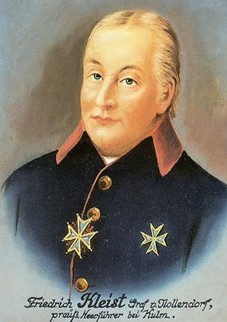 Friedrich Kleist Graf v. Nollendorf,
preuß. Heerführer bei Kulm.